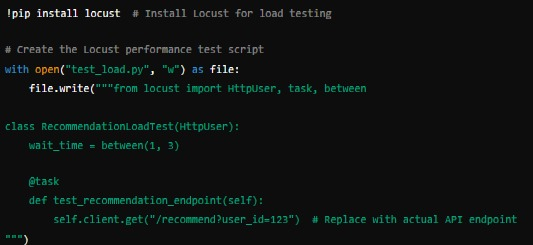 !pip install locust  # Install Locust for load testing

# Create the Locust performance test script
with open("test_load.py", "w") as file:
    file.write("""from locust import HttpUser, task, between

class RecommendationLoadTest(HttpUser):
    wait_time = between(1, 3)

    @task
    def test_recommendation_endpoint(self):
        self.client.get("/recommend?user_id=123")  # Replace with actual API endpoint
""")